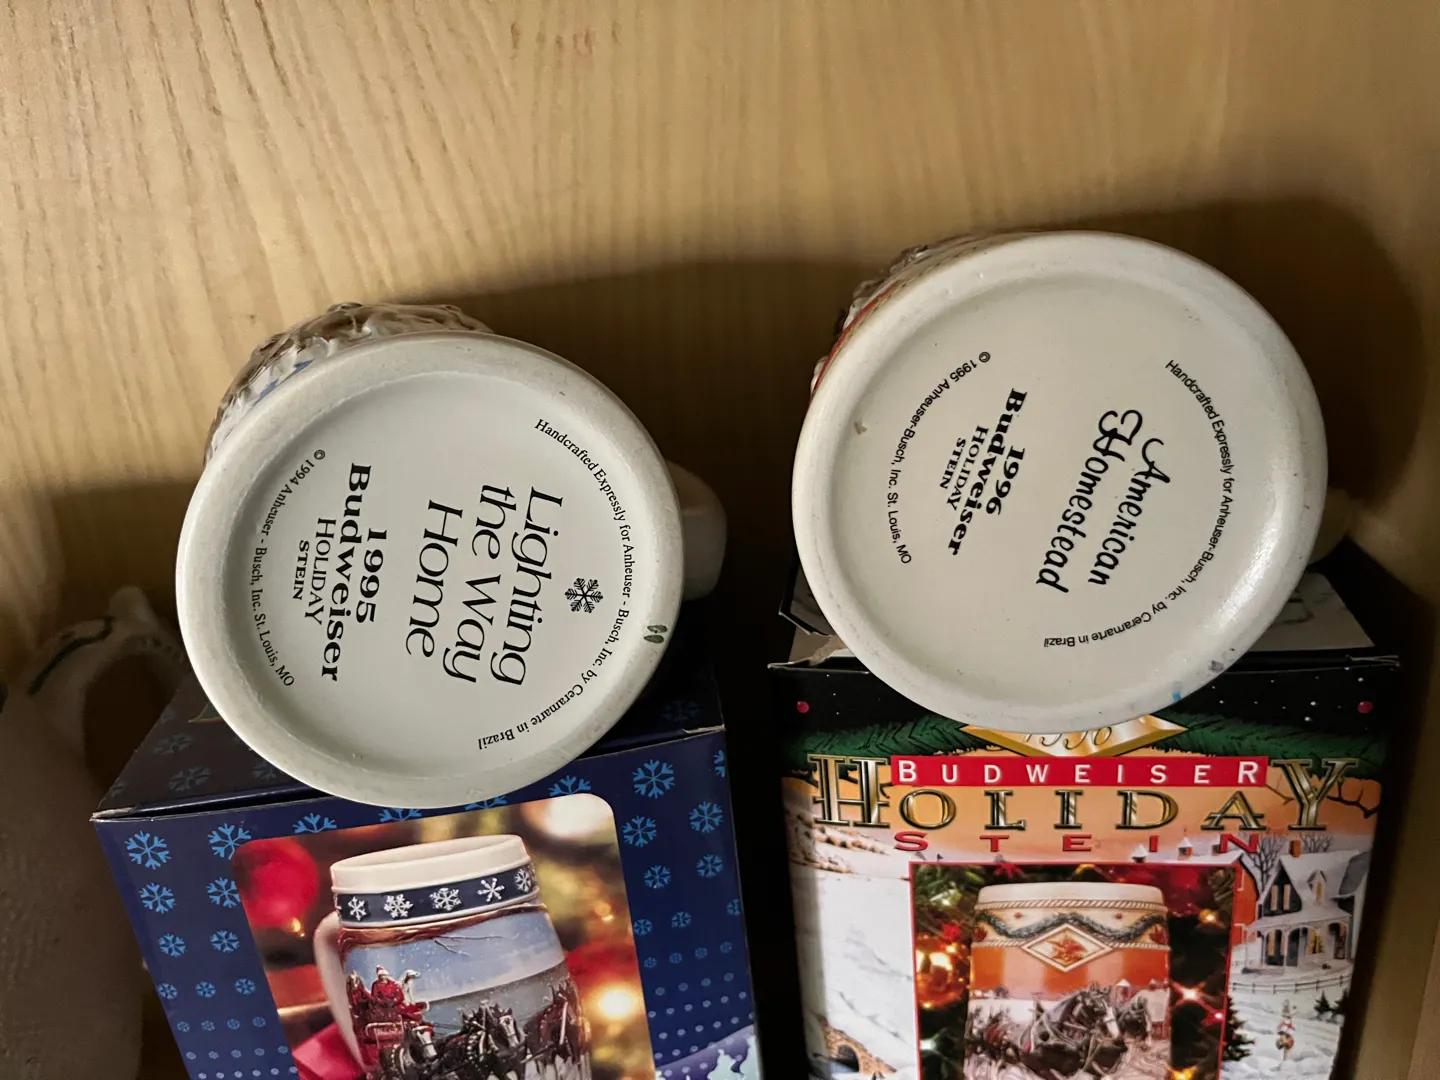 Handcrafted Expressly for Anheuser - Busch, Inc. by Ceramarte in Brazil
Lighting
the Way
Home
1995
Budweiser
HOLIDAY
STEIN
© 1994 Anheuser - Busch, Inc. St. Louis, MO
Handcrafted Expressly for Anheuser-Busch, Inc. by Ceramarte in Brazil
American
Homestead
1996
Budweiser
HOLIDAY
STEIN
© 1995 Anheuser-Busch, Inc. St. Louis, MO
1996
BUDWEISER
HOLIDAY
STEIN